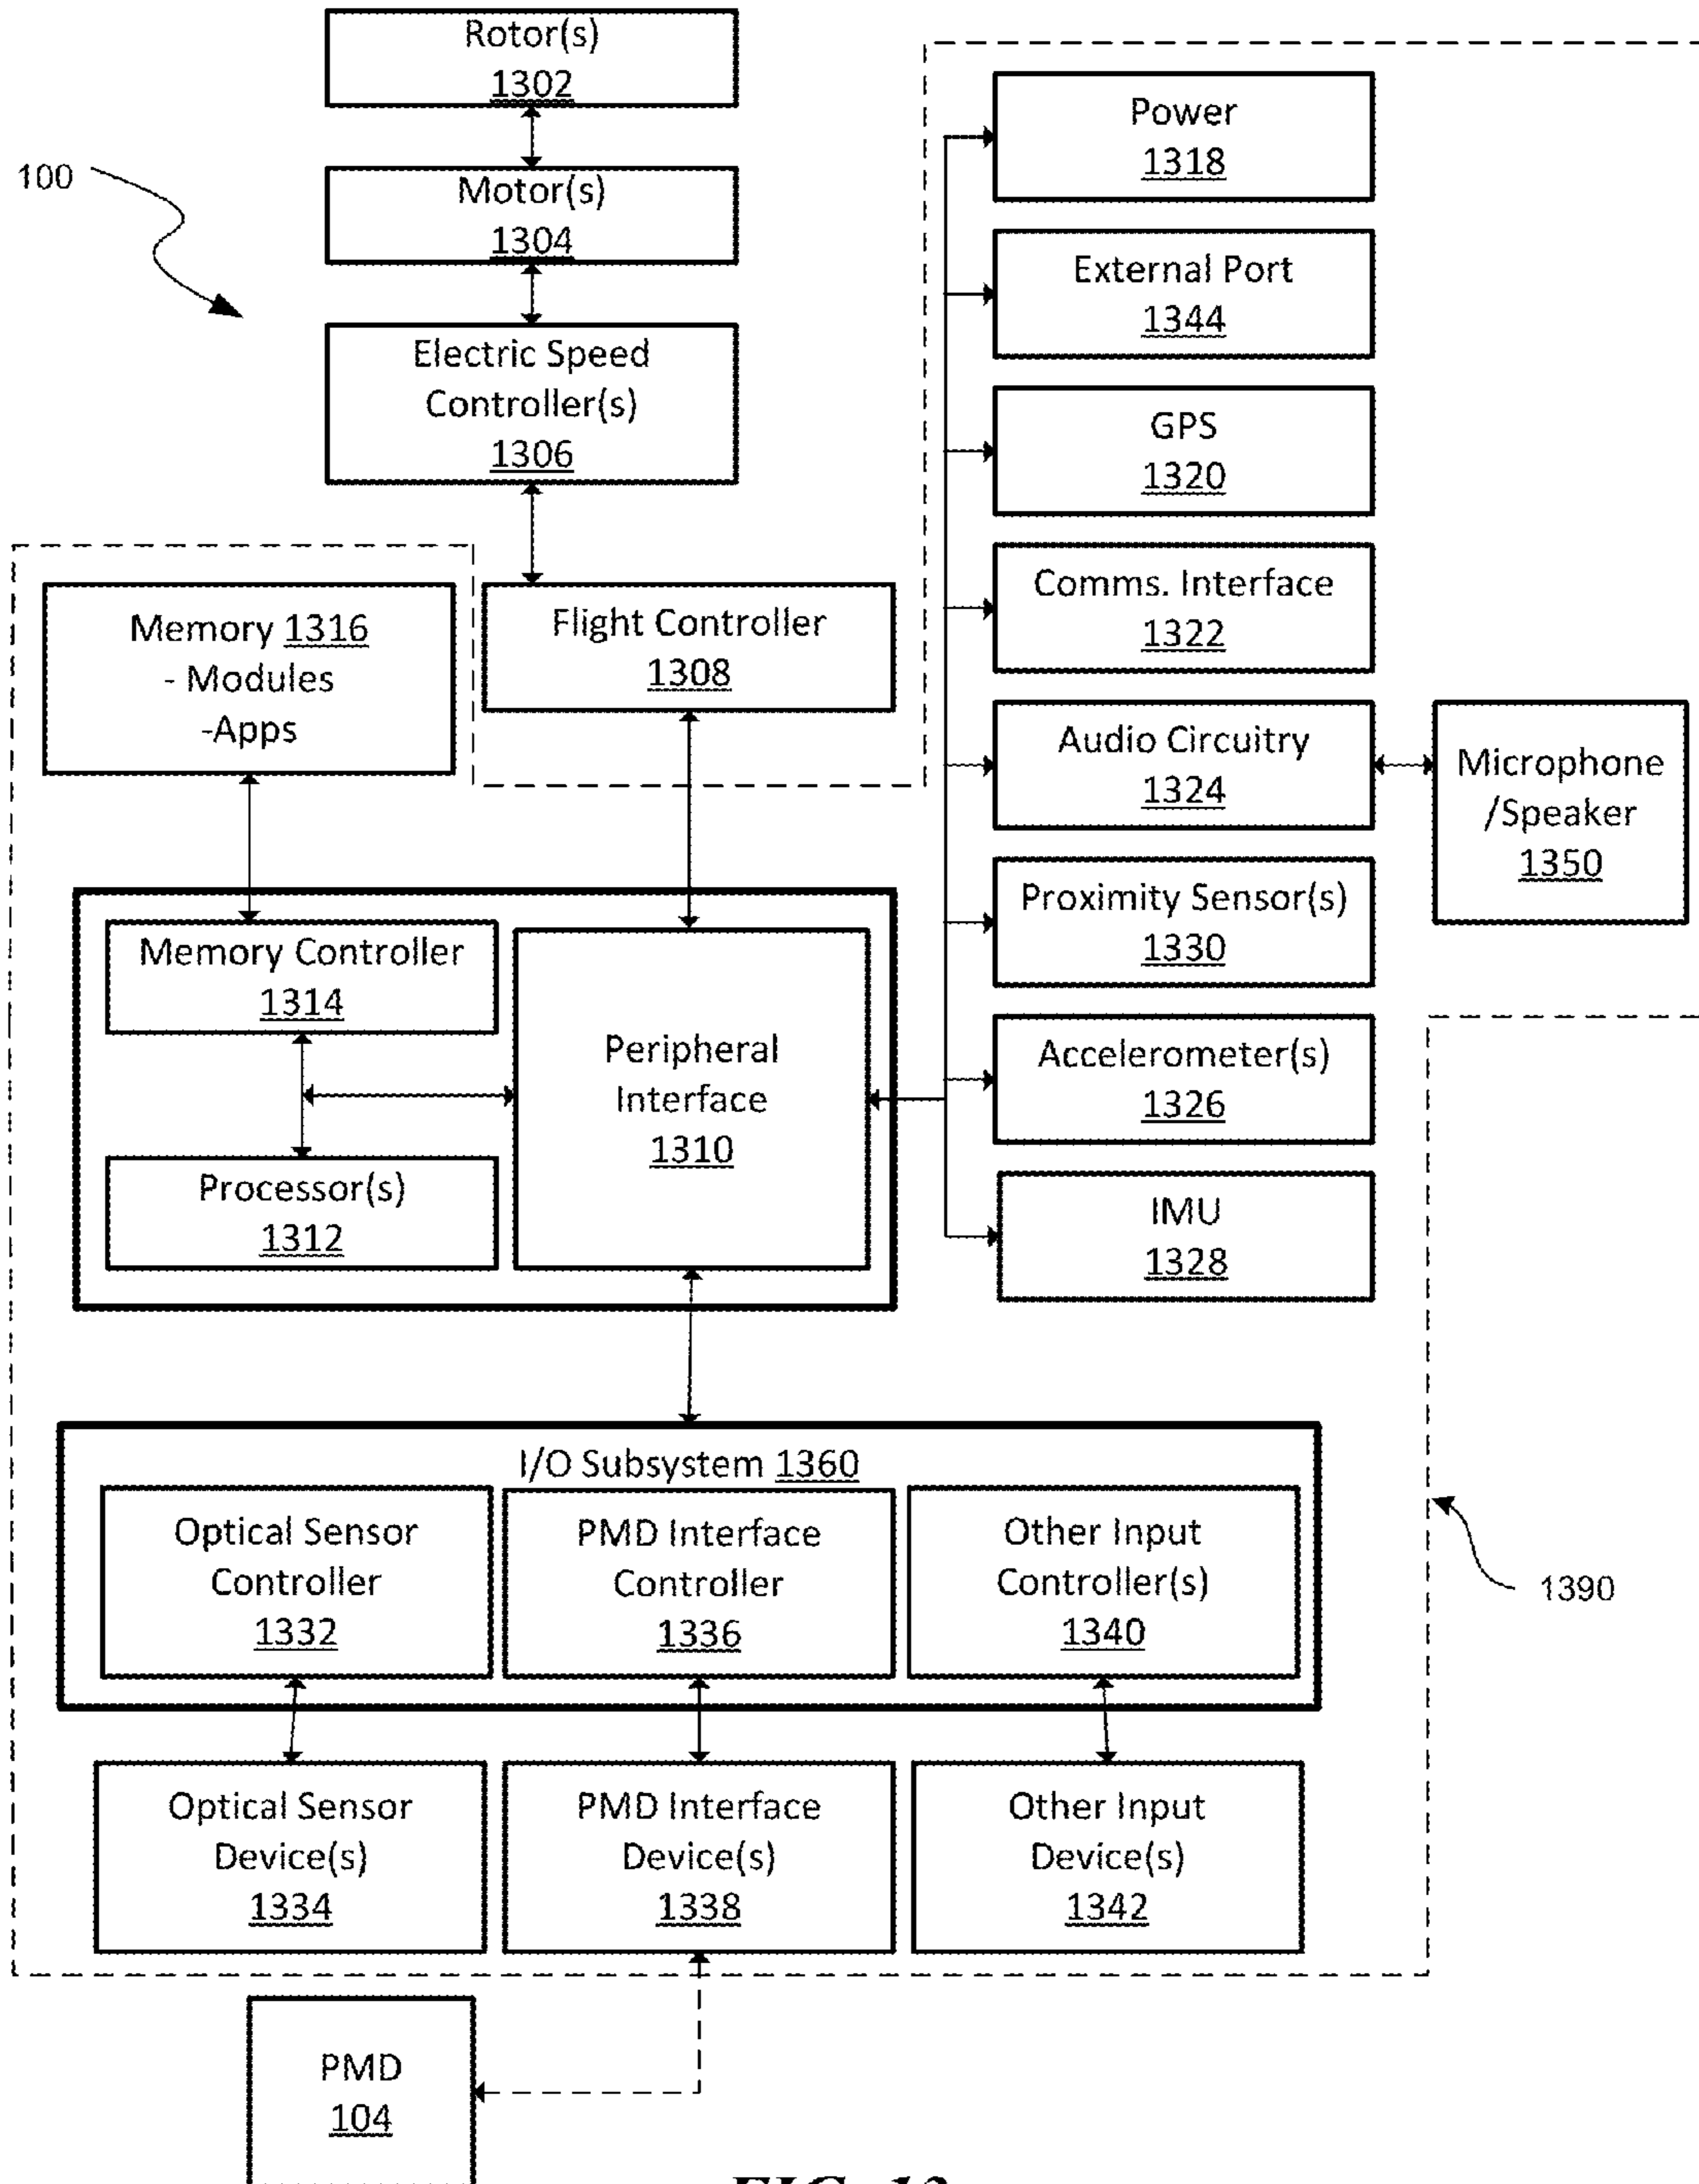 Rotor(s)
1302
100
Motor(s)
1304
Electric Speed
Controller(s)
1306
Memory 1316
- Modules
-Apps
Flight Controller
1308
Power
1318
External Port
1344
GPS
1320
Comms. Interface
1322
Audio Circuitry
1324
Microphone
/Speaker
1350
Proximity Sensor(s)
1330
Accelerometer(s)
1326
IMU
1328
Memory Controller
1314
Peripheral
Interface
1310
Processor(s)
1312
I/O Subsystem 1360
Optical Sensor
Controller
1332
PMD Interface
Controller
1336
Other Input
Controller(s)
1340
1390
Optical Sensor
Device(s)
1334
PMD Interface
Device(s)
1338
Other Input
Device(s)
1342
PMD
104